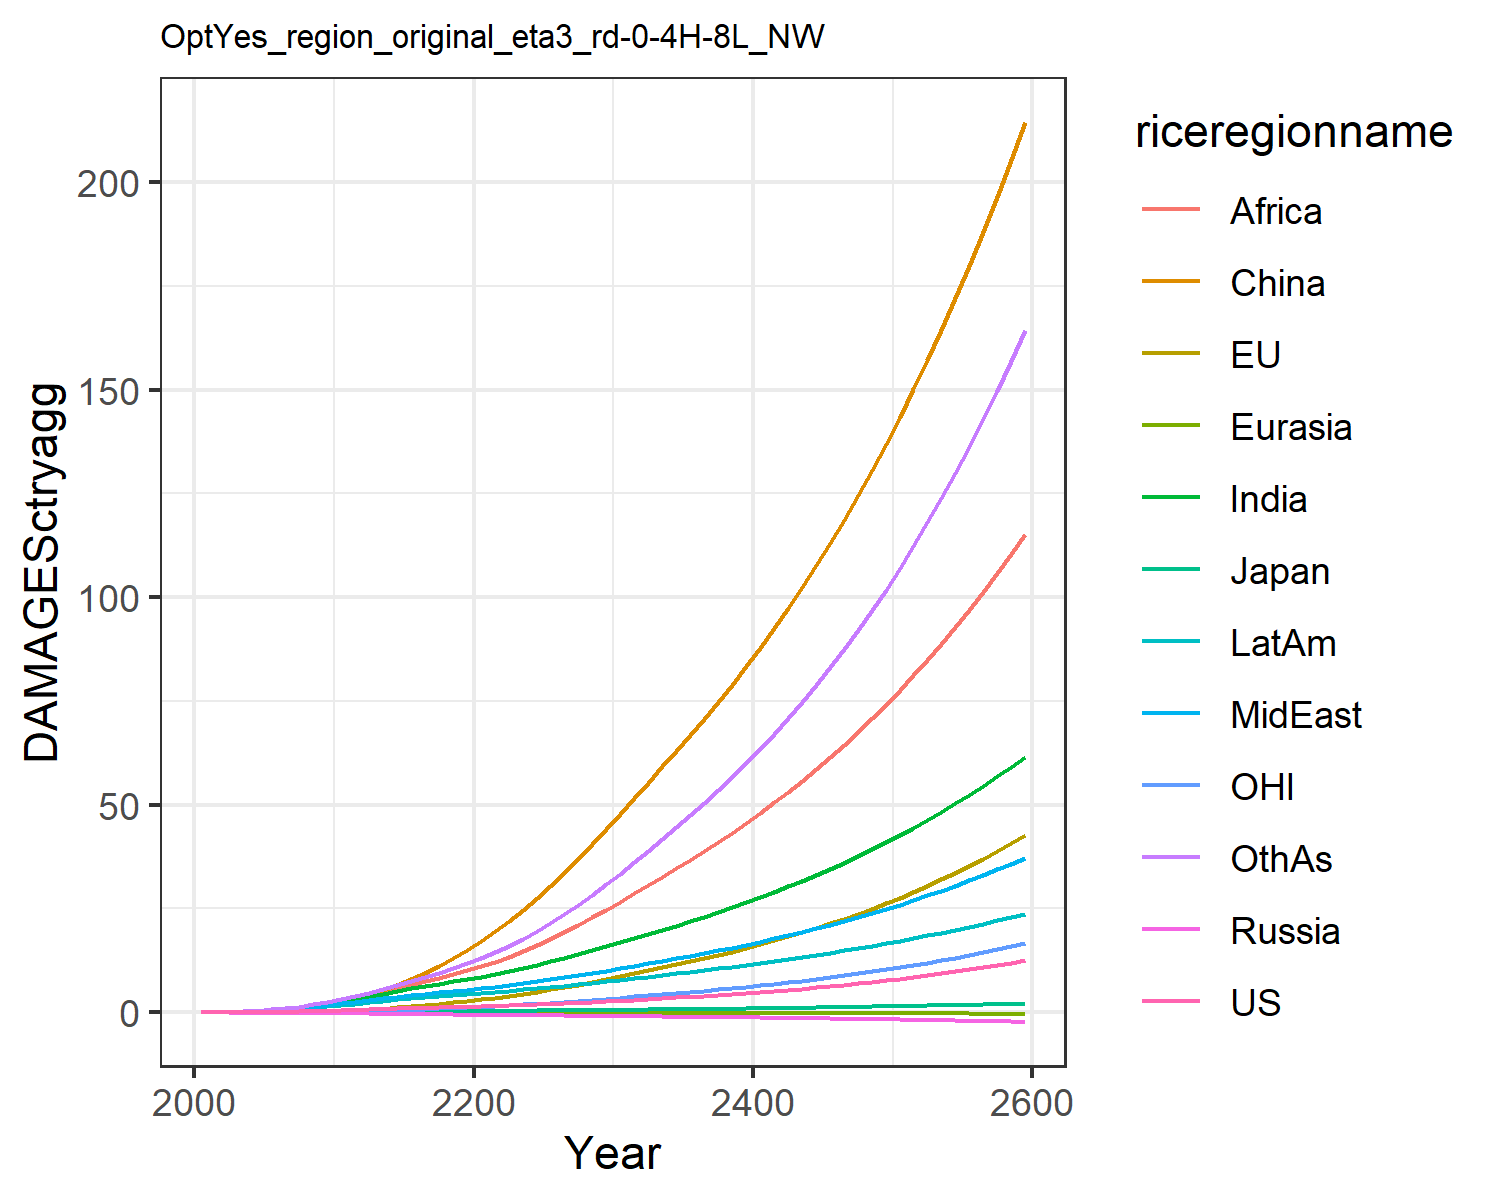 OptYes_region_original_eta3_rd-0-4H-8L_NW
DAMAGESctryagg
200
150
100
50
0
2000
2200
2400
2600
Year
riceregionname
Africa
China
EU
Eurasia
India
Japan
LatAm
MidEast
OHI
OthAs
Russia
US